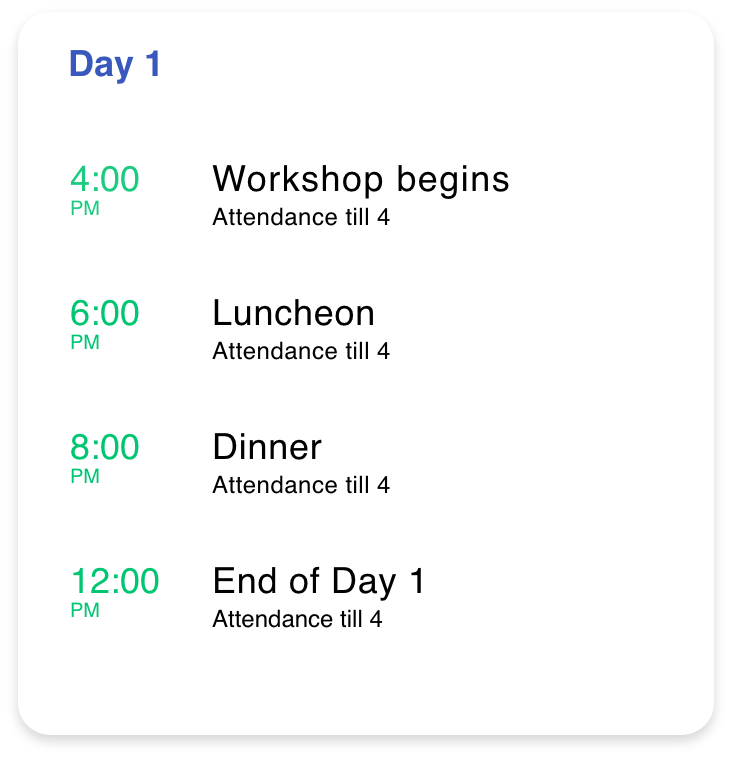 Day 1
4:00 Workshop begins
PM Attendance till 4
6:00 Luncheon
PM Attendance till 4
8:00 Dinner
PM Attendance till 4
12:00 End of Day 1
PM Attendance till 4